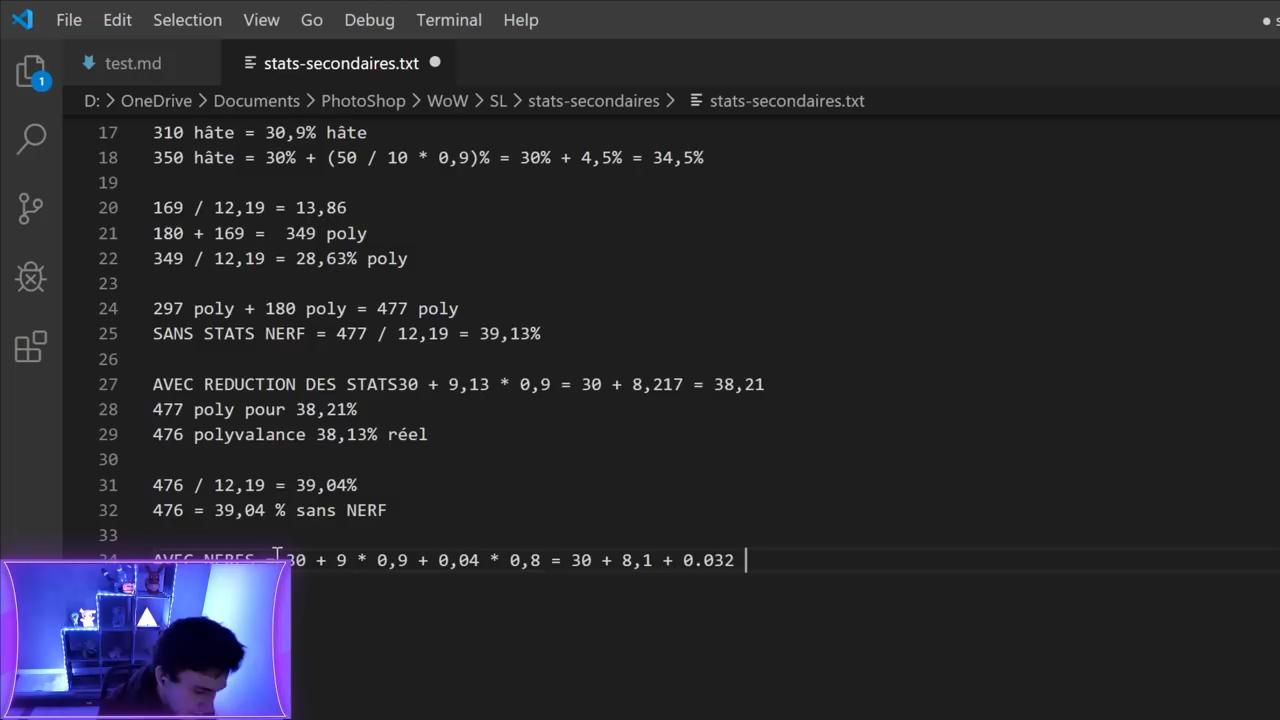 File Edit Selection View Go Debug Terminal Help
test.md stats-secondaires.txt
D: > OneDrive > Documents > PhotoShop > WoW > SL > stats-secondaires > stats-secondaires.txt
1
17 310 hâte = 30,9% hâte
18 350 hâte = 30% + (50 / 10 * 0,9)% = 30% + 4,5% = 34,5%
19
20 169 / 12,19 = 13,86
21 180 + 169 =  349 poly
22 349 / 12,19 = 28,63% poly
23
24 297 poly + 180 poly = 477 poly
25 SANS STATS NERF = 477 / 12,19 = 39,13%
26
27 AVEC REDUCTION DES STATS30 + 9,13 * 0,9 = 30 + 8,217 = 38,21
28 477 poly pour 38,21%
29 476 polyvalance 38,13% réel
30
31 476 / 12,19 = 39,04%
32 476 = 39,04 % sans NERF
33
30 + 9 * 0,9 + 0,04 * 0,8 = 30 + 8,1 + 0.032